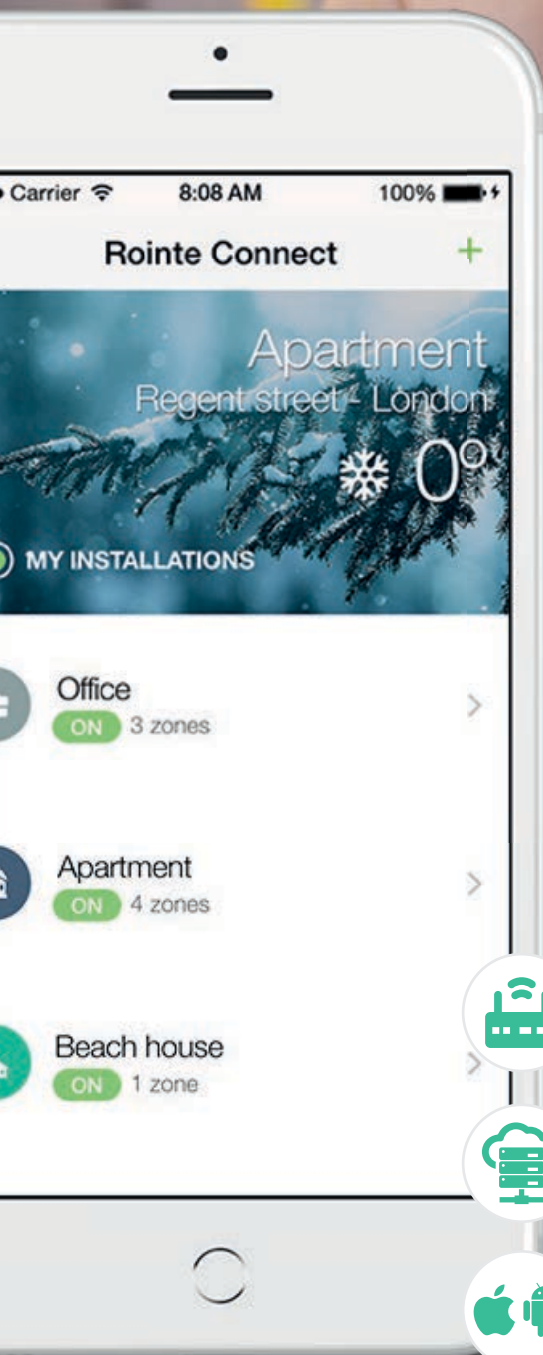 Carrier 8:08 AM 100%
Rointe Connect +
Apartment
Regent street - London
0°
MY INSTALLATIONS
Office
ON 3 zones
Apartment
ON 4 zones
Beach house
ON 1 zone